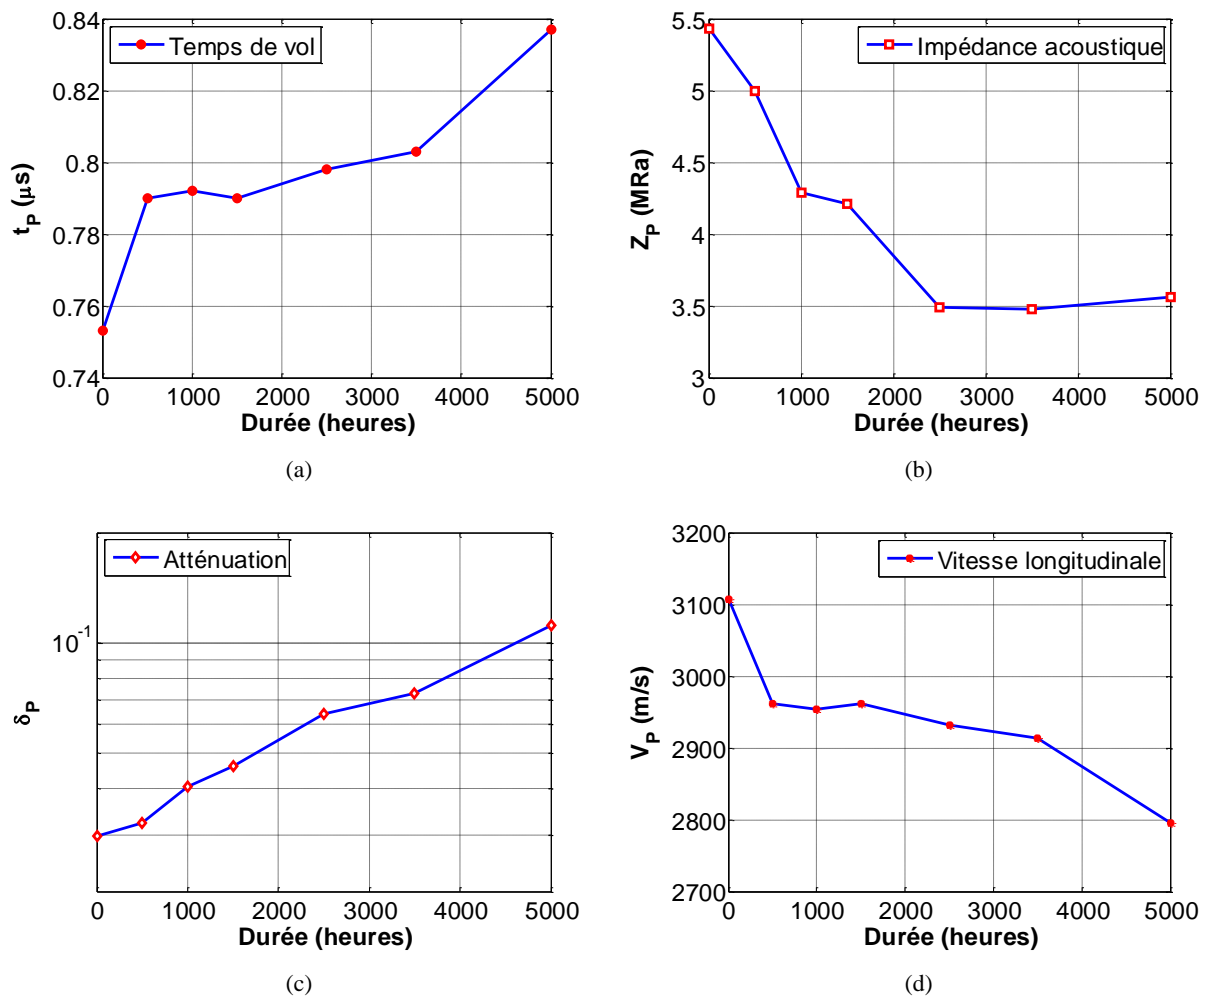 0.84
0.82
0.8
0.78
0.76
0.74
t_P (μs)
Temps de vol
0 1000 2000 3000 4000 5000
Durée (heures)
(a)
5.5
5
4.5
4
3.5
3
Z_P (MRa)
Impédance acoustique
0 1000 2000 3000 4000 5000
Durée (heures)
(b)
10^-1
δ_P
Atténuation
0 1000 2000 3000 4000 5000
Durée (heures)
(c)
3200
3100
3000
2900
2800
2700
V_P (m/s)
Vitesse longitudinale
0 1000 2000 3000 4000 5000
Durée (heures)
(d)